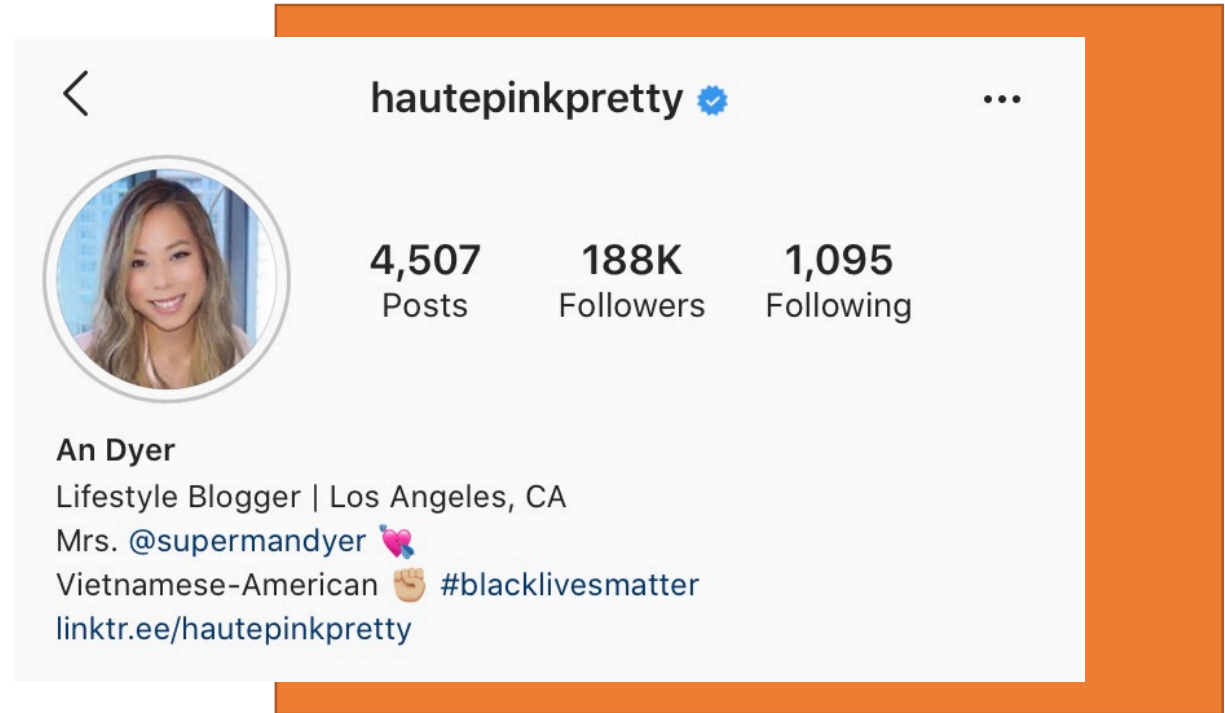 hautepinkpretty
4,507 188K 1,095
Posts Followers Following
An Dyer
Lifestyle Blogger | Los Angeles, CA
Mrs. @supermandyer 💘
Vietnamese-American ✊🏼 #blacklivesmatter
linktr.ee/hautepinkpretty